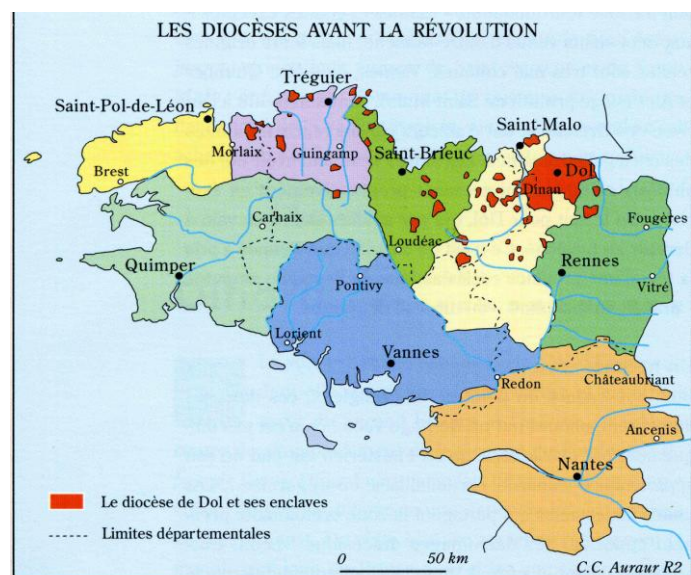 LES DIOCÈSES AVANT LA RÉVOLUTION
Tréguier
Saint-Pol-de-Léon
Saint-Malo
Morlaix
Guingamp
Saint-Brieuc
Dol
Brest
Dinan
Fougères
Carhaix
Loudéac
Rennes
Quimper
Pontivy
Vitré
Lorient
Vannes
Redon
Châteaubriant
Ancenis
Nantes
Le diocèse de Dol et ses enclaves
Limites départementales
0 50 km
C.C. Auraur R2